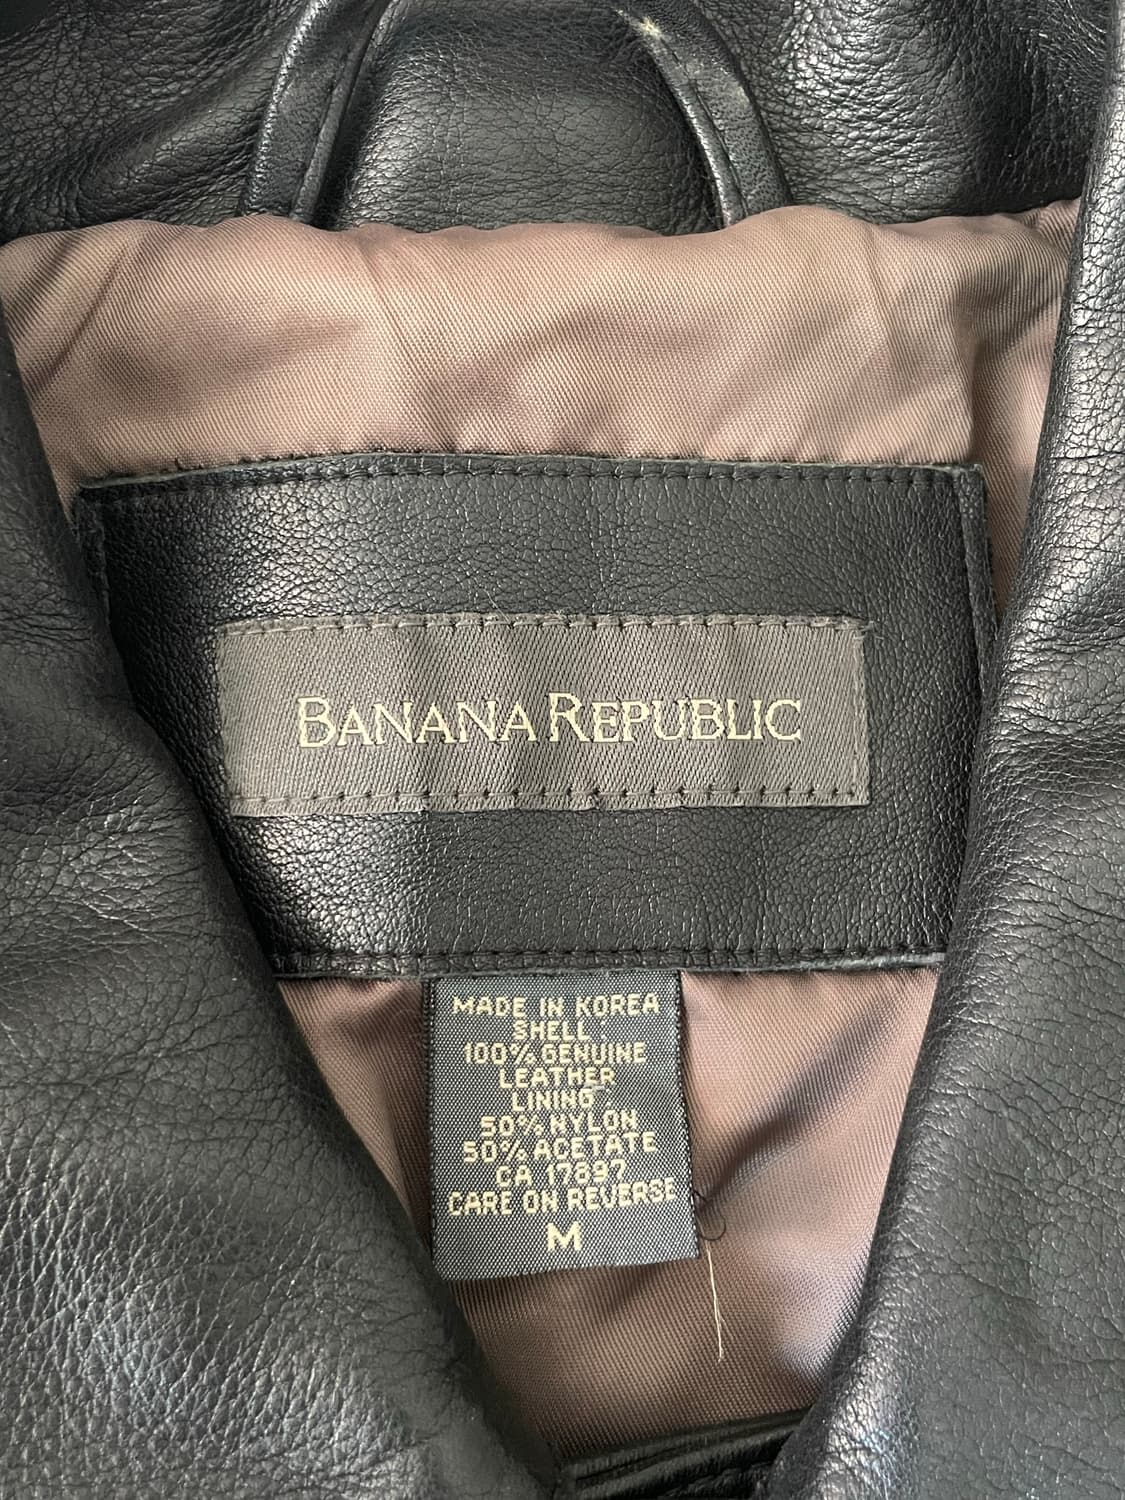 BANANA REPUBLIC
MADE IN KOREA
SHELL
100% GENUINE
LEATHER
LINING
50% NYLON
50% ACETATE
CA 17897
CARE ON REVERSE
M